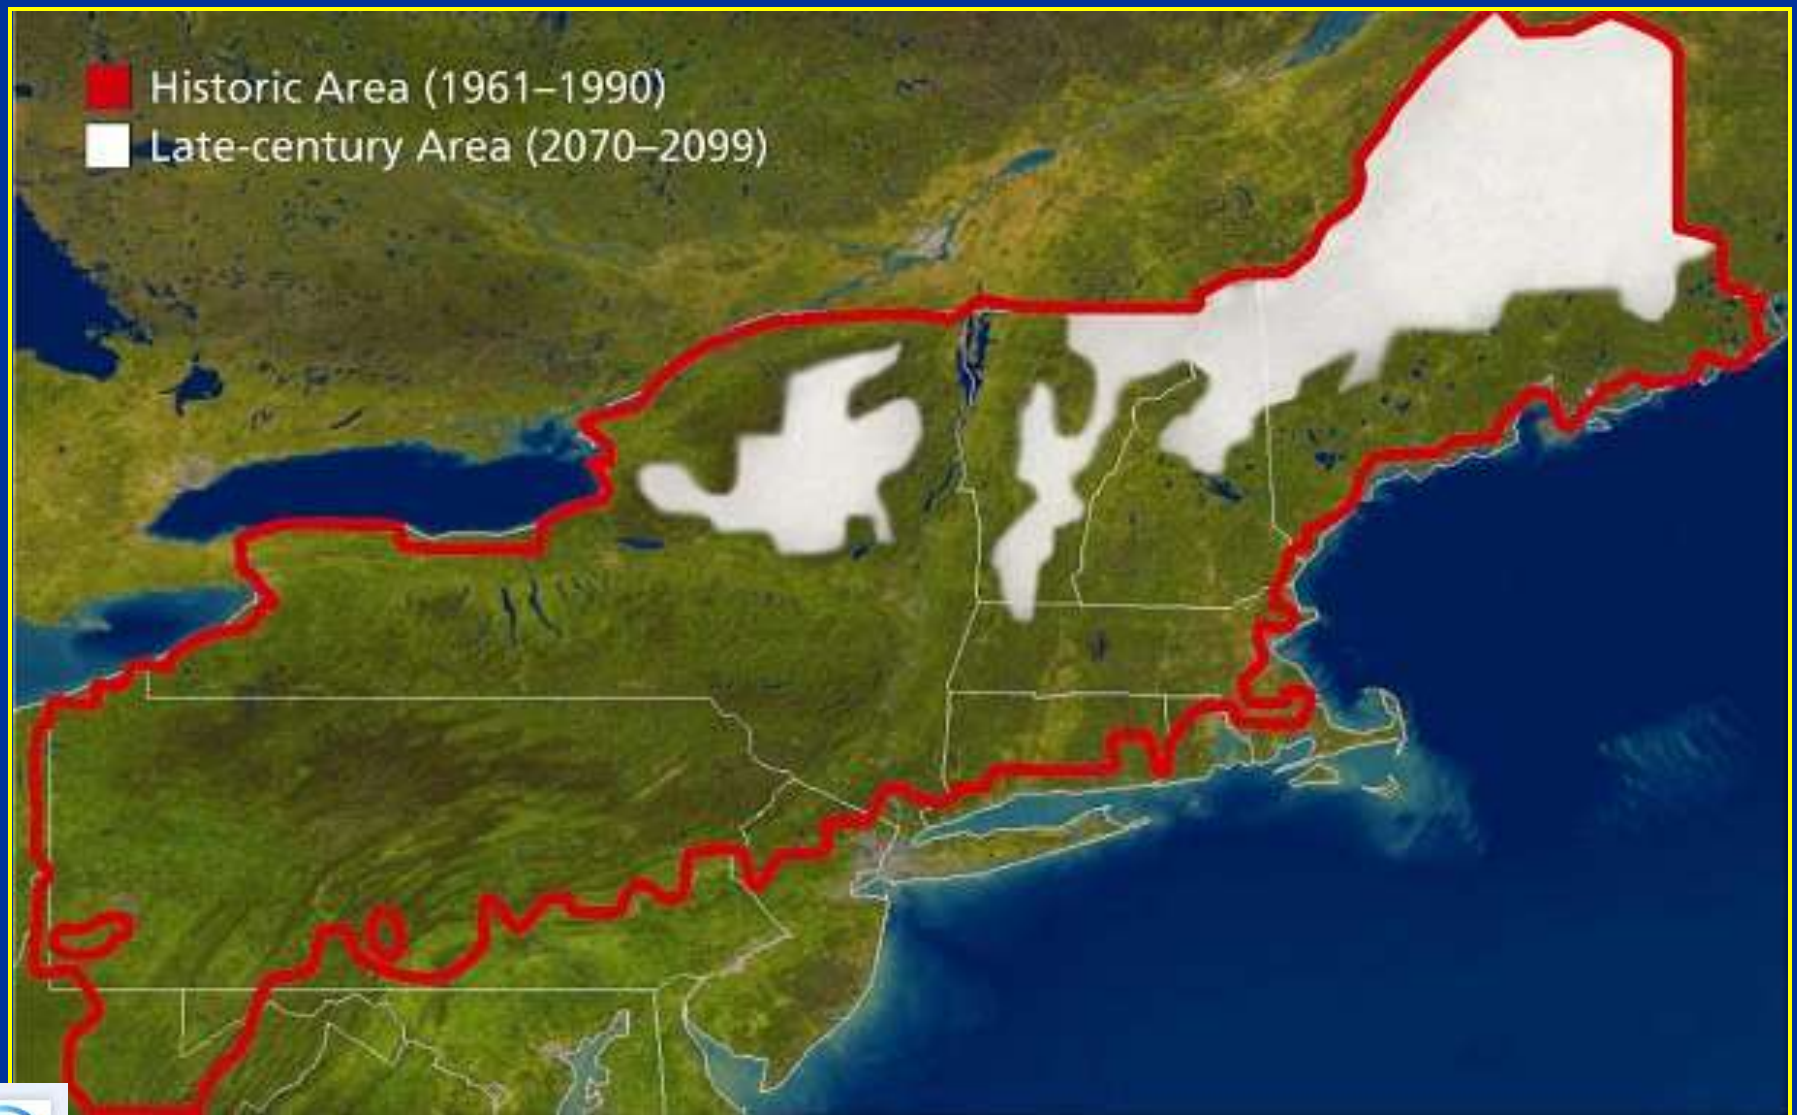 Historic Area (1961–1990)
Late-century Area (2070–2099)